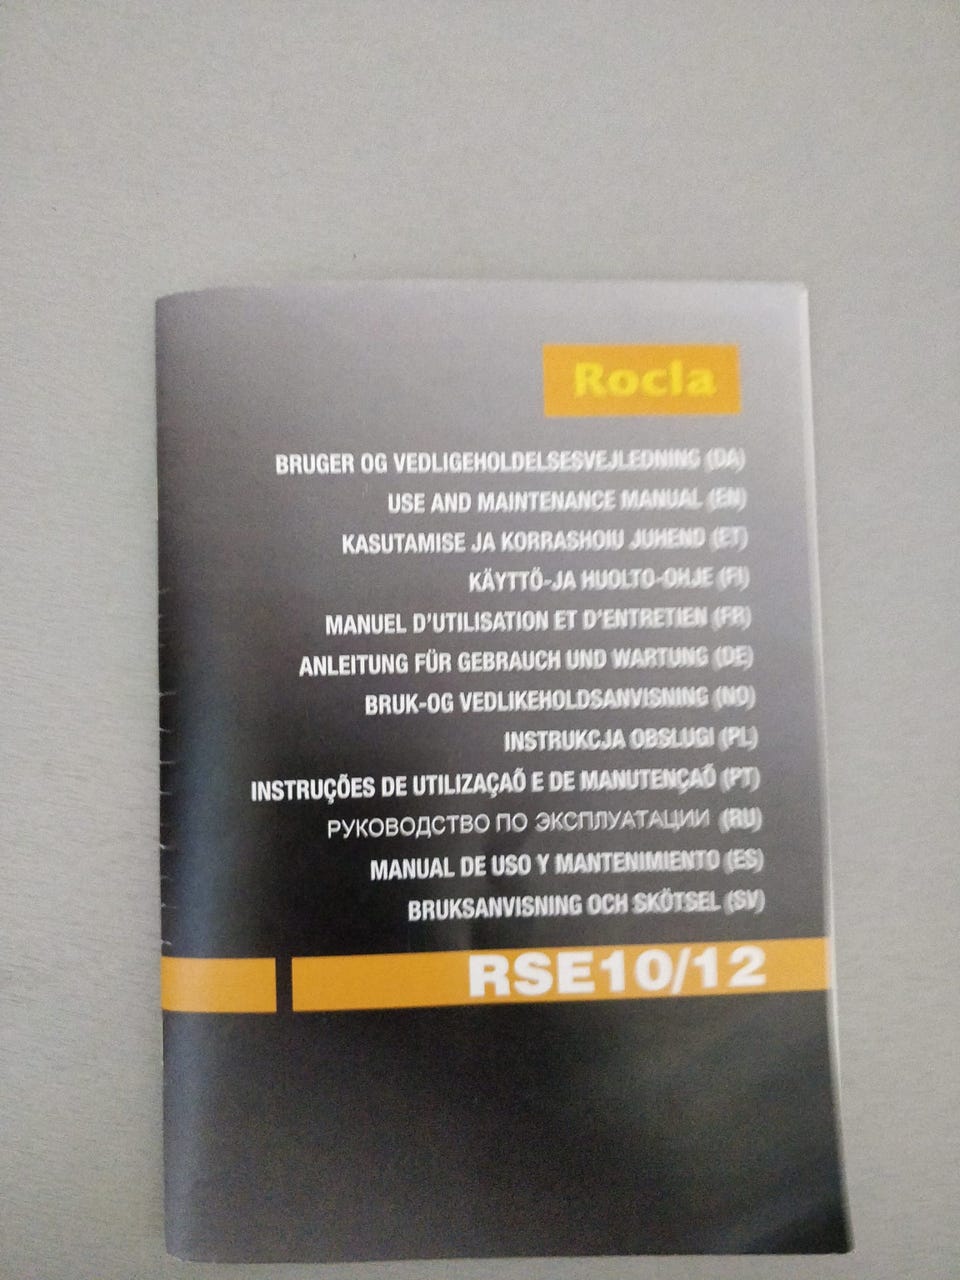 Rocla
BRUGER OG VEDLIGEHOLDELSESVEJLEDNING (DA)
USE AND MAINTENANCE MANUAL (EN)
KASUTAMISE JA KORRASHOIU JUHEND (ET)
KÄYTTÖ-JA HUOLTO-OHJE (FI)
MANUEL D'UTILISATION ET D'ENTRETIEN (FR)
ANLEITUNG FÜR GEBRAUCH UND WARTUNG (DE)
BRUK-OG VEDLIKEHOLDSANVISNING (NO)
INSTRUKCJA OBSLUGI (PL)
INSTRUÇÕES DE UTILIZAÇAÕ E DE MANUTENÇAÕ (PT)
РУКОВОДСТВО ПО ЭКСПЛУАТАЦИИ (RU)
MANUAL DE USO Y MANTENIMIENTO (ES)
BRUKSANVISNING OCH SKÖTSEL (SV)
RSE10/12